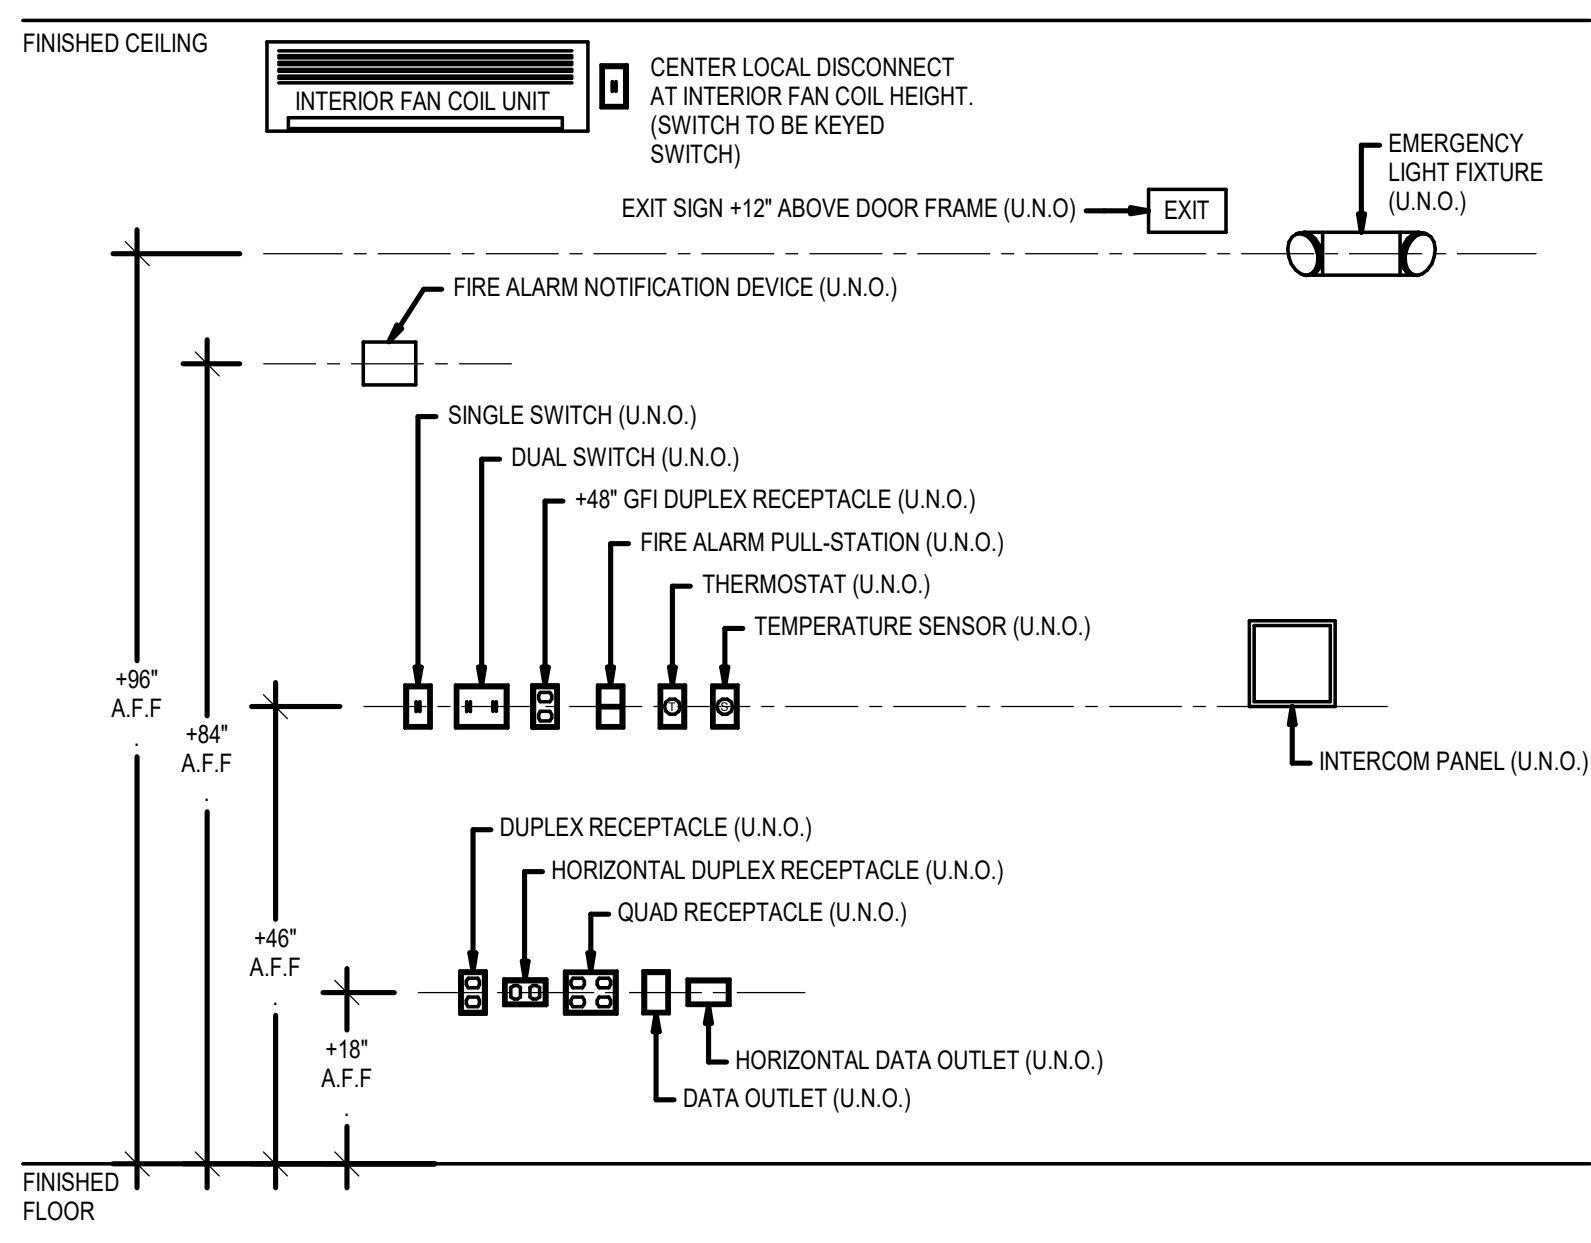 FINISHED CEILING
INTERIOR FAN COIL UNIT
CENTER LOCAL DISCONNECT
AT INTERIOR FAN COIL HEIGHT.
(SWITCH TO BE KEYED
SWITCH)
EMERGENCY
LIGHT FIXTURE
(U.N.O.)
EXIT SIGN +12" ABOVE DOOR FRAME (U.N.O)
EXIT
FIRE ALARM NOTIFICATION DEVICE (U.N.O.)
SINGLE SWITCH (U.N.O.)
DUAL SWITCH (U.N.O.)
+48" GFI DUPLEX RECEPTACLE (U.N.O.)
FIRE ALARM PULL-STATION (U.N.O.)
THERMOSTAT (U.N.O.)
TEMPERATURE SENSOR (U.N.O.)
T
S
+96"
A.F.F
.
+84"
A.F.F
.
INTERCOM PANEL (U.N.O.)
DUPLEX RECEPTACLE (U.N.O.)
HORIZONTAL DUPLEX RECEPTACLE (U.N.O.)
QUAD RECEPTACLE (U.N.O.)
+46"
A.F.F
.
+18"
A.F.F
.
HORIZONTAL DATA OUTLET (U.N.O.)
DATA OUTLET (U.N.O.)
FINISHED
FLOOR